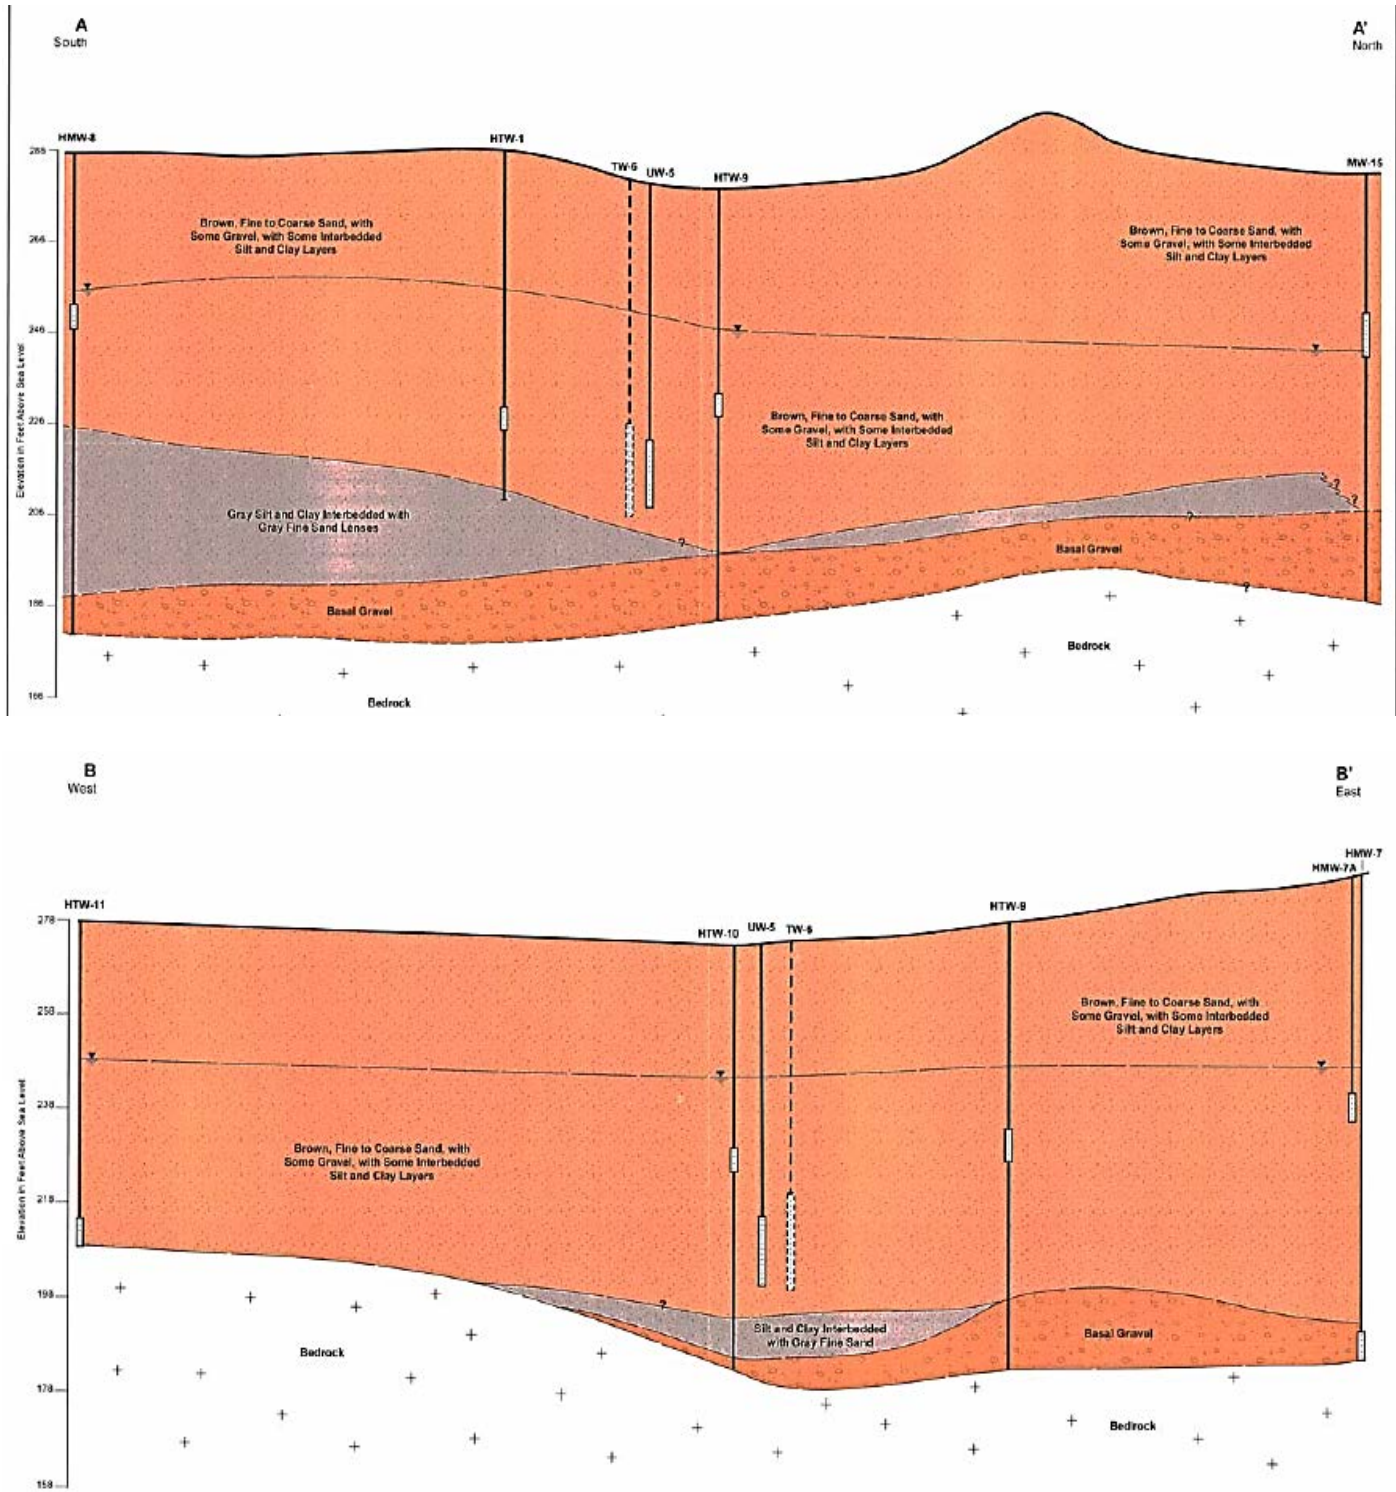 A
South
A'
North
HMW-8
HTW-1
TW-6
UW-5
HTW-9
MW-15
266
246
226
206
186
166
Elevation in Feet Above Sea Level
Brown, Fine to Coarse Sand, with
Some Gravel, with Some Interbedded
Silt and Clay Layers
Brown, Fine to Coarse Sand, with
Some Gravel, with Some Interbedded
Silt and Clay Layers
Brown, Fine to Coarse Sand, with
Some Gravel, with Some Interbedded
Silt and Clay Layers
Gray Silt and Clay Interbedded with
Gray Fine Sand Lenses
?
?
?
?
?
Basal Gravel
Basal Gravel
Bedrock
Bedrock
B
West
B'
East
HMW-7
HMW-7A
HTW-11
HTW-10
UW-5
TW-6
HTW-9
278
258
238
218
198
178
158
Elevation in Feet Above Sea Level
Brown, Fine to Coarse Sand, with
Some Gravel, with Some Interbedded
Silt and Clay Layers
Brown, Fine to Coarse Sand, with
Some Gravel, with Some Interbedded
Silt and Clay Layers
?
Silt and Clay Interbedded
with Gray Fine Sand
Basal Gravel
Bedrock
Bedrock